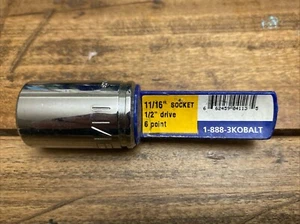 11/16" SOCKET
1/2" drive
6 point
1-888-3KOBALT